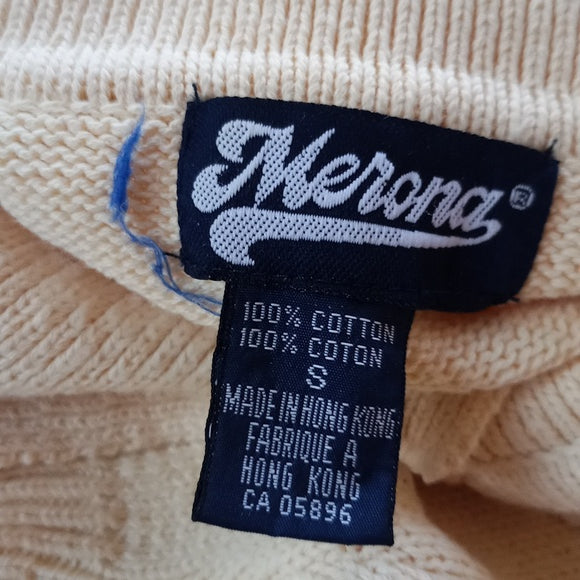 Merona®
100% COTTON
100% COTON
S
MADE IN HONG KONG
FABRIQUE A
HONG KONG
CA 05896